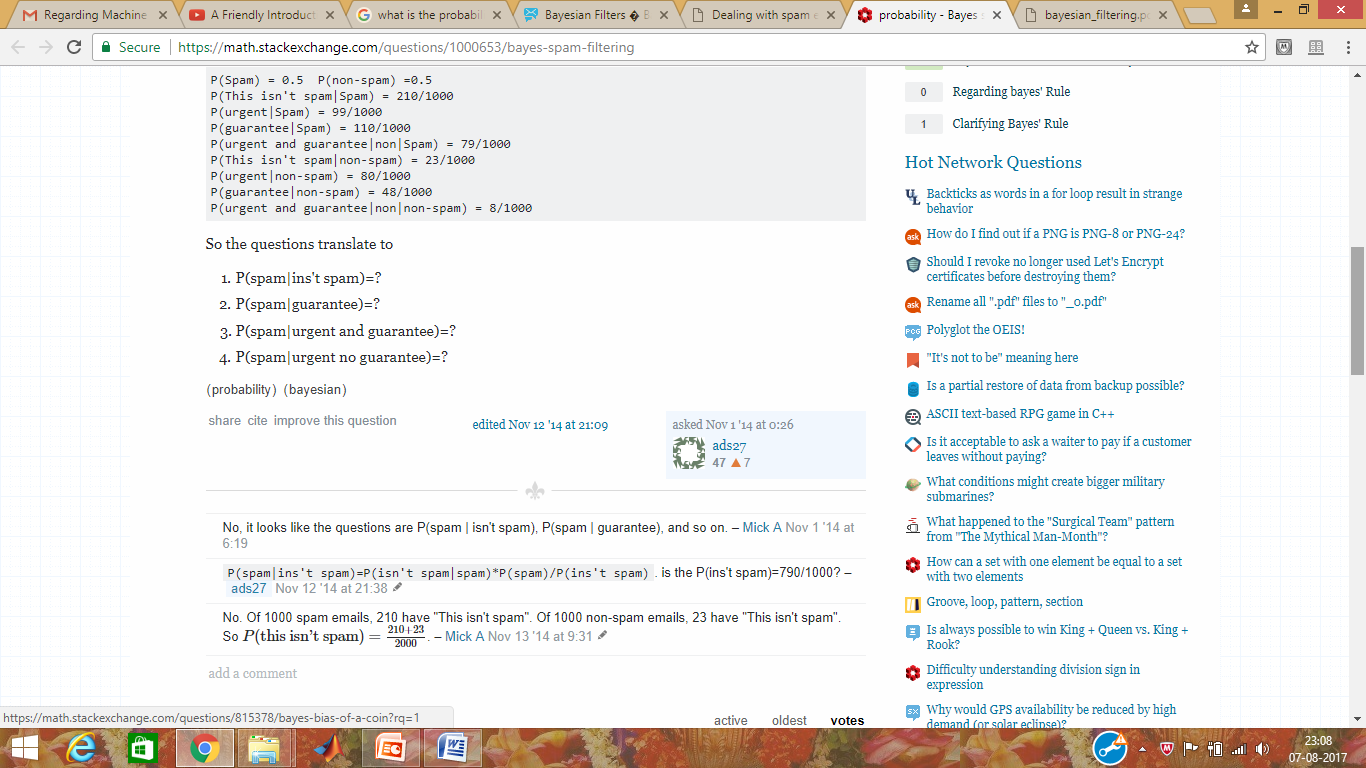 Regarding Machine
A Friendly Introduct
what is the probabil
Bayesian Filters � B
Dealing with spam e
probability - Bayes s
bayesian_filtering.p
Secure
https://math.stackexchange.com/questions/1000653/bayes-spam-filtering
P(Spam) = 0.5  P(non-spam) =0.5
P(This isn't spam|Spam) = 210/1000
P(urgent|Spam) = 99/1000
P(guarantee|Spam) = 110/1000
P(urgent and guarantee|non|Spam) = 79/1000
P(This isn't spam|non-spam) = 23/1000
P(urgent|non-spam) = 80/1000
P(guarantee|non-spam) = 48/1000
P(urgent and guarantee|non|non-spam) = 8/1000
So the questions translate to
1. P(spam|ins't spam)=?
2. P(spam|guarantee)=?
3. P(spam|urgent and guarantee)=?
4. P(spam|urgent no guarantee)=?
(probability) (bayesian)
share cite improve this question
edited Nov 12 '14 at 21:09
asked Nov 1 '14 at 0:26
ads27
47 ▲7
No, it looks like the questions are P(spam | isn't spam), P(spam | guarantee), and so on. – Mick A Nov 1 '14 at
6:19
P(spam|ins't spam)=P(isn't spam|spam)*P(spam)/P(ins't spam) . is the P(ins't spam)=790/1000? –
ads27 Nov 12 '14 at 21:38
No. Of 1000 spam emails, 210 have "This isn't spam". Of 1000 non-spam emails, 23 have "This isn't spam".
So P(this isn't spam) = 210+23/2000. – Mick A Nov 13 '14 at 9:31
add a comment
active oldest votes
0 Regarding bayes' Rule
1 Clarifying Bayes' Rule
Hot Network Questions
Backticks as words in a for loop result in strange
behavior
How do I find out if a PNG is PNG-8 or PNG-24?
Should I revoke no longer used Let's Encrypt
certificates before destroying them?
Rename all ".pdf" files to "_0.pdf"
Polyglot the OEIS!
"It's not to be" meaning here
Is a partial restore of data from backup possible?
ASCII text-based RPG game in C++
Is it acceptable to ask a waiter to pay if a customer
leaves without paying?
What conditions might create bigger military
submarines?
What happened to the "Surgical Team" pattern
from "The Mythical Man-Month"?
How can a set with one element be equal to a set
with two elements
Groove, loop, pattern, section
Is always possible to win King + Queen vs. King +
Rook?
Difficulty understanding division sign in
expression
Why would GPS availability be reduced by high
demand (or solar eclipse)?
https://math.stackexchange.com/questions/815378/bayes-bias-of-a-coin?rq=1
23:08
07-08-2017